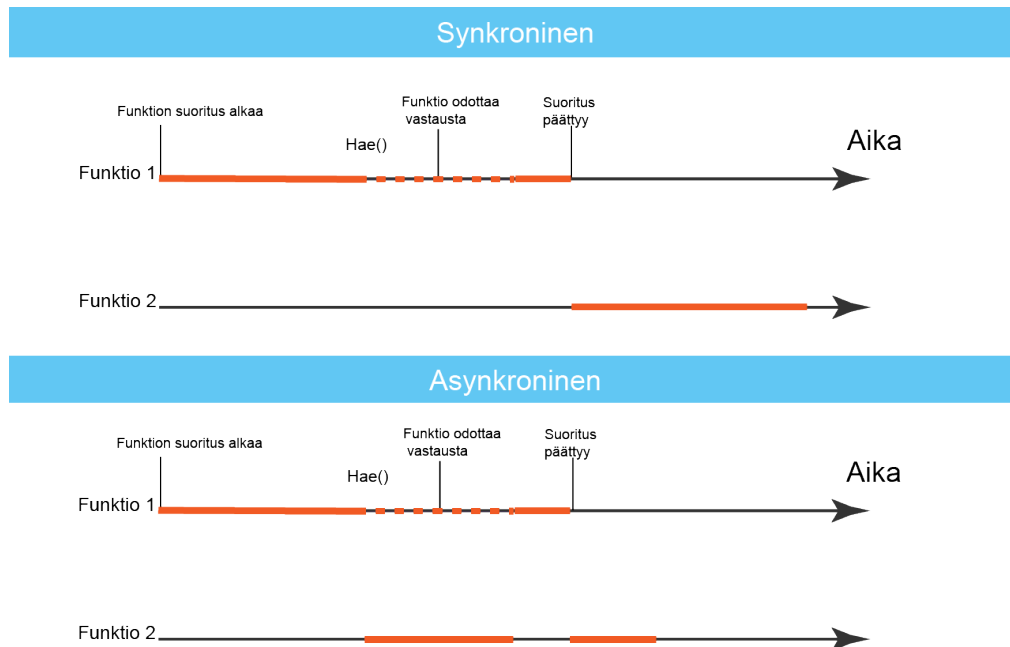 Synkroninen
Funktion suoritus alkaa
Funktio odottaa
vastausta
Suoritus
päättyy
Hae()
Aika
Funktio 1
Funktio 2
Asynkroninen
Funktion suoritus alkaa
Funktio odottaa
vastausta
Suoritus
päättyy
Hae()
Aika
Funktio 1
Funktio 2